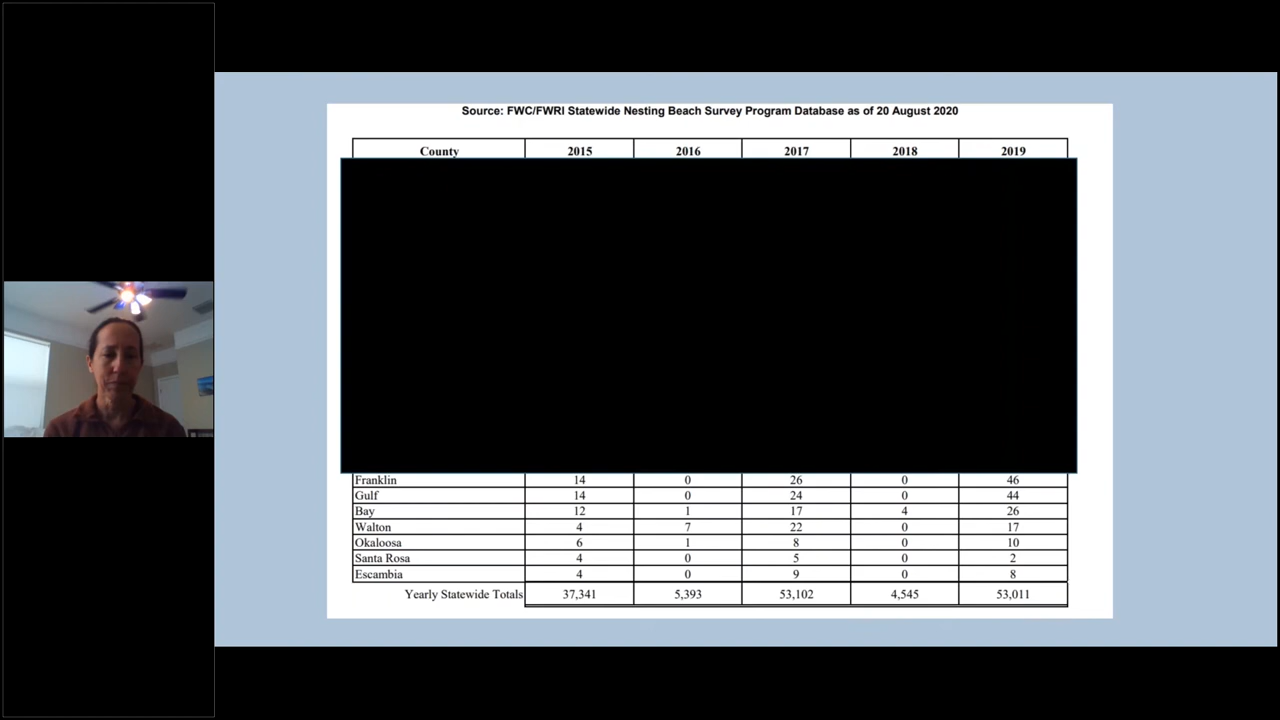 Source: FWC/FWRI Statewide Nesting Beach Survey Program Database as of 20 August 2020
County 2015 2016 2017 2018 2019
Franklin 14 0 26 0 46
Gulf 14 0 24 0 44
Bay 12 1 17 4 26
Walton 4 7 22 0 17
Okaloosa 6 1 8 0 10
Santa Rosa 4 0 5 0 2
Escambia 4 0 9 0 8
Yearly Statewide Totals 37,341 5,393 53,102 4,545 53,011